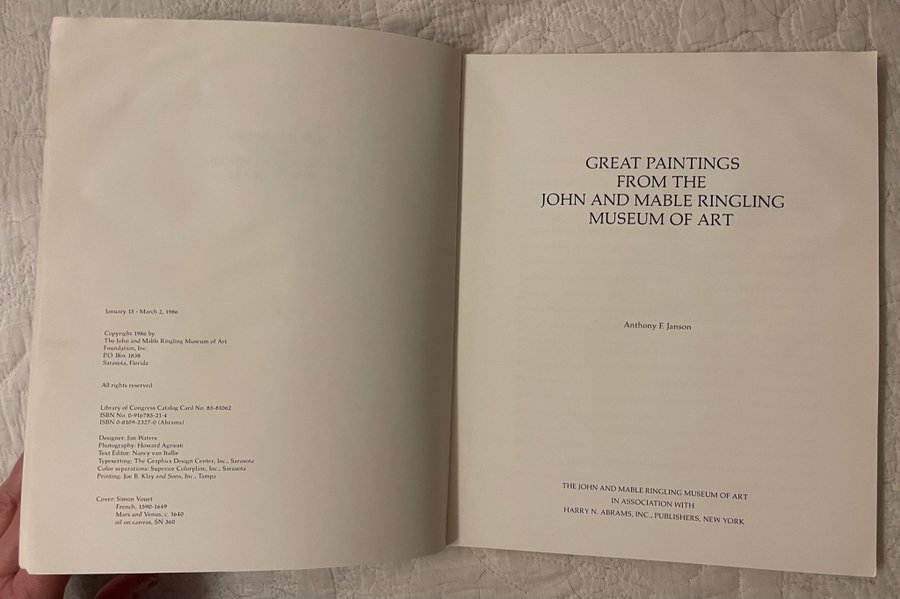 January 13 - March 2, 1986
Copyright 1986 by
The John and Mable Ringling Museum of Art
Foundation, Inc.
P.O. Box 1838
Sarasota, Florida
All rights reserved
Library of Congress Catalog Card No. 85-81062
ISBN No. 0-916785-21-4
ISBN 0-8109-2327-0 (Abrams)
Designer: Jim Waters
Photography: Howard Agriesti
Text Editor: Nancy van Itallie
Typesetting: The Graphics Design Center, Inc., Sarasota
Color separations: Superior Colorplate, Inc., Sarasota
Printing: Joe B. Klay and Sons, Inc., Tampa
Cover: Simon Vouet
French, 1590-1649
Mars and Venus, c. 1640
oil on canvas, SN 360
GREAT PAINTINGS
FROM THE
JOHN AND MABLE RINGLING
MUSEUM OF ART
Anthony F. Janson
THE JOHN AND MABLE RINGLING MUSEUM OF ART
IN ASSOCIATION WITH
HARRY N. ABRAMS, INC., PUBLISHERS, NEW YORK